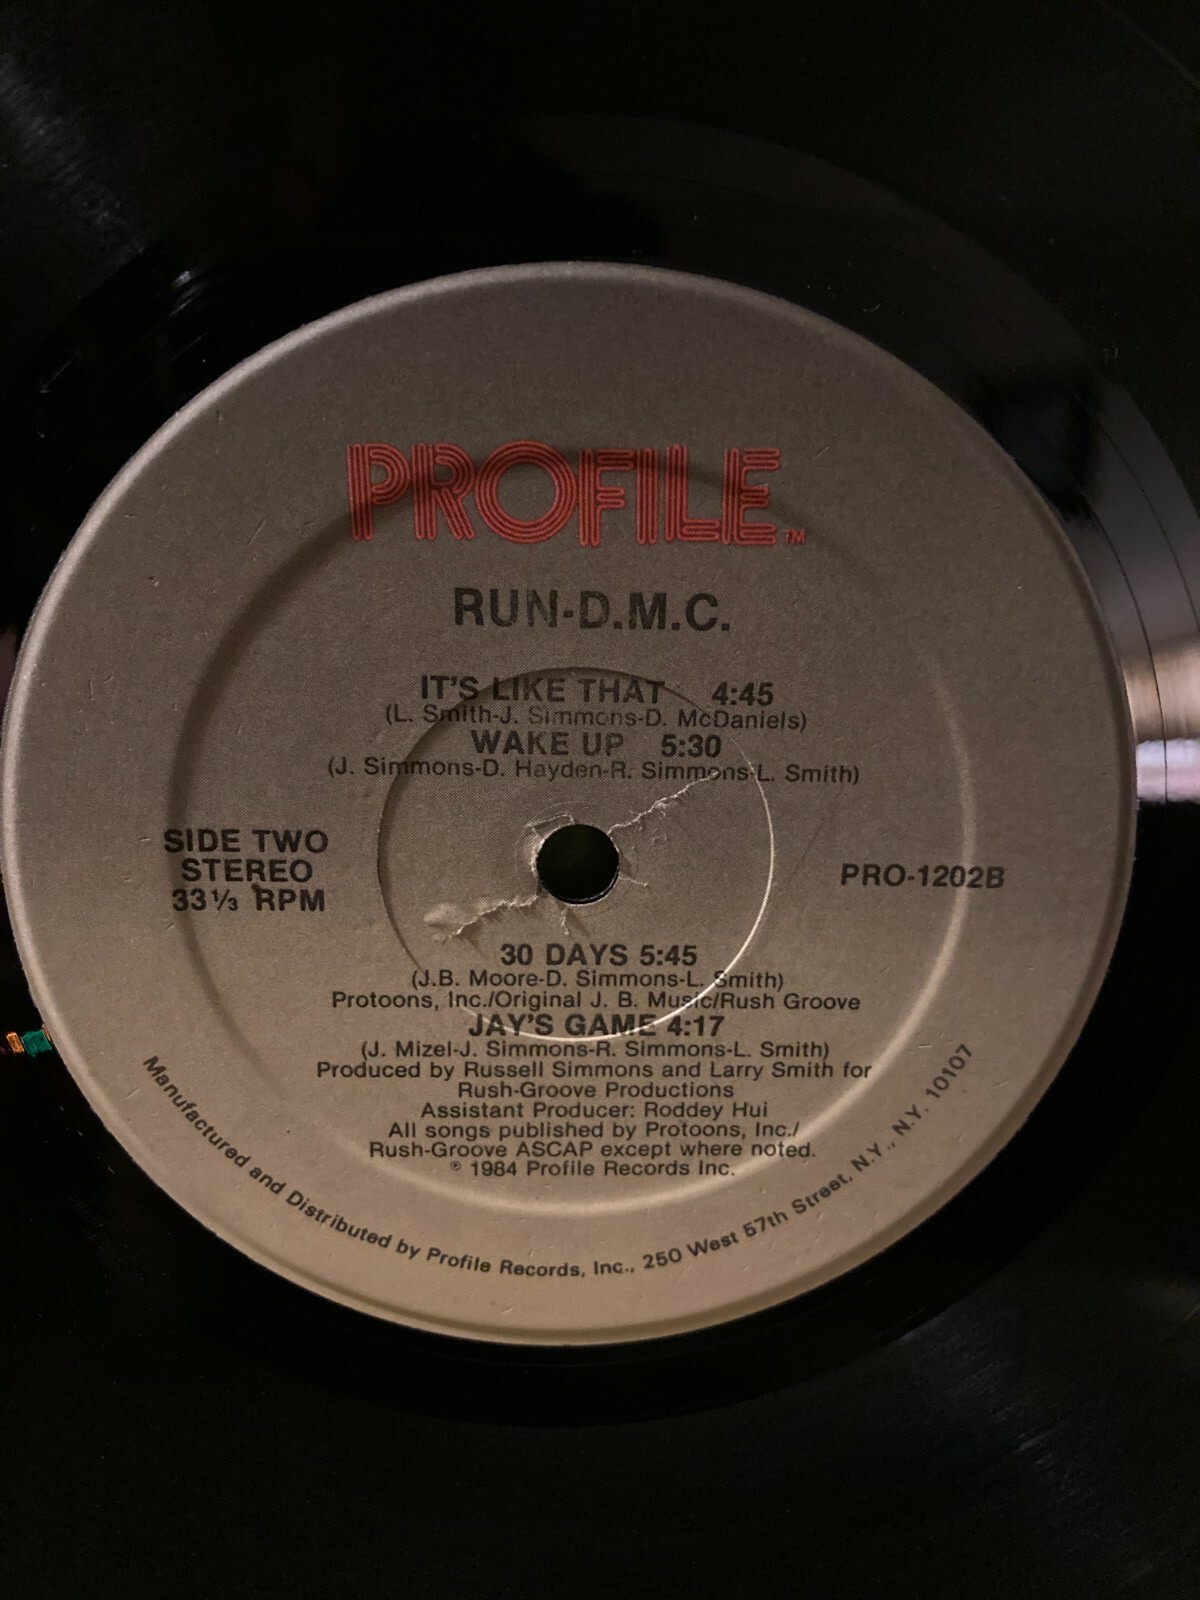 PROFILE™
RUN-D.M.C.
IT'S LIKE THAT 4:45
(L. Smith-J. Simmons-D. McDaniels)
WAKE UP 5:30
(J. Simmons-D. Hayden-R. Simmons-L. Smith)
SIDE TWO
STEREO
33⅓ RPM
PRO-1202B
30 DAYS 5:45
(J.B. Moore-D. Simmons-L. Smith)
Protoons, Inc./Original J. B. Music/Rush Groove
JAY'S GAME 4:17
(J. Mizel-J. Simmons-R. Simmons-L. Smith)
Produced by Russell Simmons and Larry Smith for
Rush-Groove Productions
Assistant Producer: Roddey Hui
All songs published by Protoons, Inc./
Rush-Groove ASCAP except where noted.
℗ 1984 Profile Records Inc.
Manufactured and Distributed by Profile Records, Inc., 250 West 57th Street, N.Y., N.Y. 10107